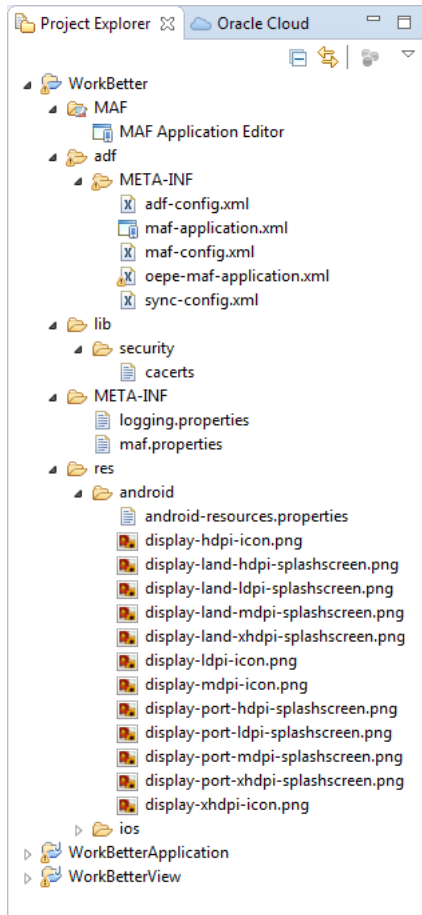 Project Explorer Oracle Cloud
WorkBetter
MAF
MAF Application Editor
adf
META-INF
adf-config.xml
maf-application.xml
maf-config.xml
oepe-maf-application.xml
sync-config.xml
lib
security
cacerts
META-INF
logging.properties
maf.properties
res
android
android-resources.properties
display-hdpi-icon.png
display-land-hdpi-splashscreen.png
display-land-ldpi-splashscreen.png
display-land-mdpi-splashscreen.png
display-land-xhdpi-splashscreen.png
display-ldpi-icon.png
display-mdpi-icon.png
display-port-hdpi-splashscreen.png
display-port-ldpi-splashscreen.png
display-port-mdpi-splashscreen.png
display-port-xhdpi-splashscreen.png
display-xhdpi-icon.png
ios
WorkBetterApplication
WorkBetterView